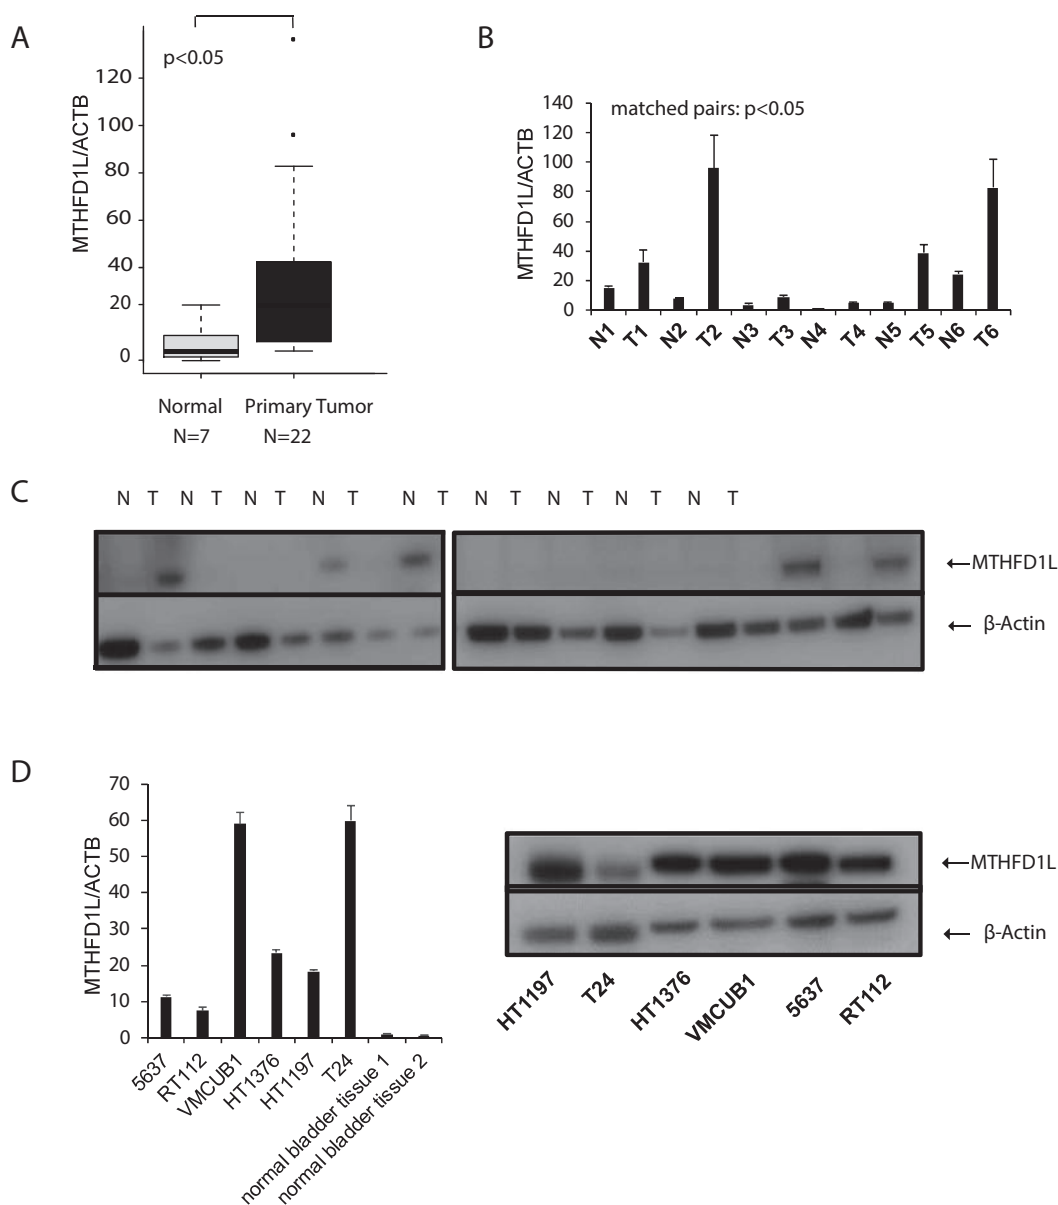 A
p<0.05
MTHFD1L/ACTB
120
100
80
60
40
20
0
Normal
Primary Tumor
N=7
N=22
B
matched pairs: p<0.05
MTHFD1L/ACTB
140
120
100
80
60
40
20
0
N1 T1 N2 T2 N3 T3 N4 T4 N5 T5 N6 T6
C
N T N T N T N T N T N T N T N T N T
←MTHFD1L
← β-Actin
D
MTHFD1L/ACTB
70
60
50
40
30
20
10
0
5637
RT112
VMCUB1
HT1376
HT1197
T24
normal bladder tissue 1
normal bladder tissue 2
←MTHFD1L
← β-Actin
HT1197
T24
HT1376
VMCUB1
5637
RT112